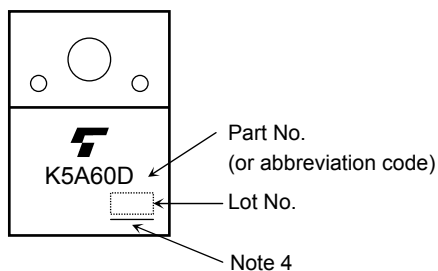 K5A60D
Part No.
(or abbreviation code)
Lot No.
Note 4